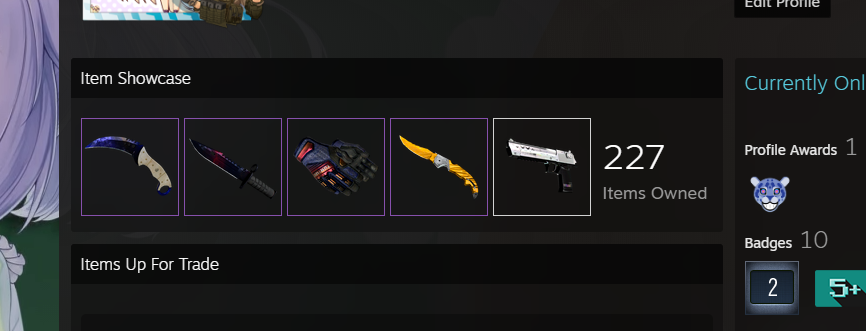 Edit Profile
Item Showcase
227
Items Owned
Items Up For Trade
Currently Onl
Profile Awards 1
Badges 10
2
5+